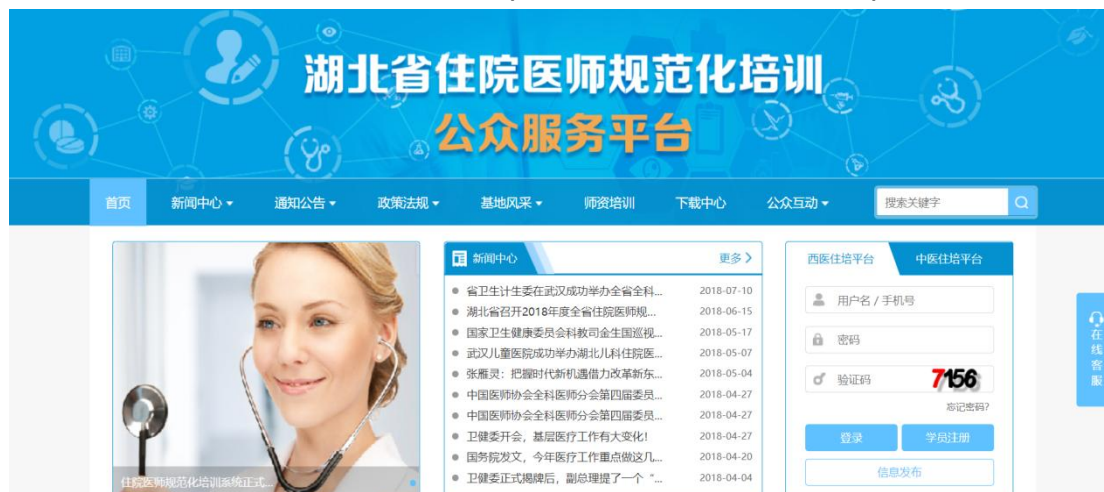 湖北省住院医师规范化培训
公众服务平台
首页 新闻中心 通知公告 政策法规 基地风采 师资培训 下载中心 公众互动 搜索关键字
新闻中心 更多
省卫生计生委在武汉成功举办全省全科... 2018-07-10
湖北省召开2018年度全省住院医师规... 2018-06-15
国家卫生健康委员会科教司金生国巡视... 2018-05-17
武汉儿童医院成功举办湖北儿科住院医... 2018-05-07
张雁灵：把握时代新机遇借力改革新东... 2018-05-04
中国医师协会全科医师分会第四届委员... 2018-04-27
中国医师协会全科医师分会第四届委员... 2018-04-27
卫健委开会，基层医疗工作有大变化! 2018-04-27
国务院发文，今年医疗工作重点做这几... 2018-04-20
卫健委正式揭牌后，副总理提了一个“... 2018-04-04
住院医师规范化培训系统正式...
西医住培平台 中医住培平台
用户名 / 手机号
密码
验证码 7156
忘记密码?
登录 学员注册
信息发布
在线客服